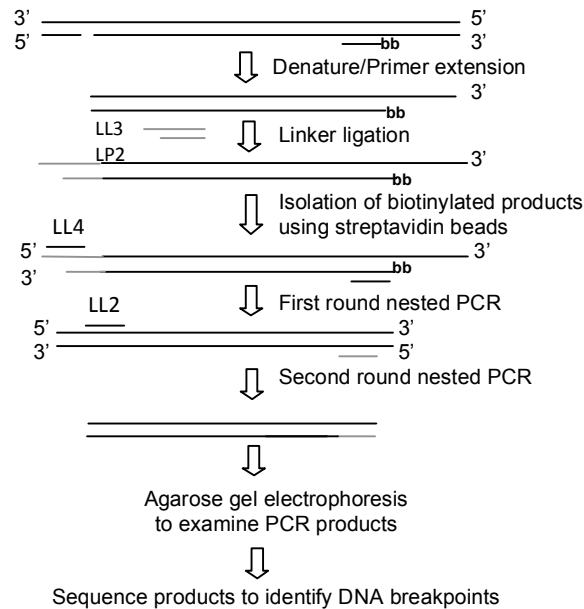 3’ 5’
5’ bb 3’
Denature/Primer extension
3’
bb
LL3 Linker ligation
LP2
3’
bb
Isolation of biotinylated products
using streptavidin beads
LL4
5’ 3’
3’ bb
First round nested PCR
LL2
5’ 3’
3’ 5’
Second round nested PCR
Agarose gel electrophoresis
to examine PCR products
Sequence products to identify DNA breakpoints